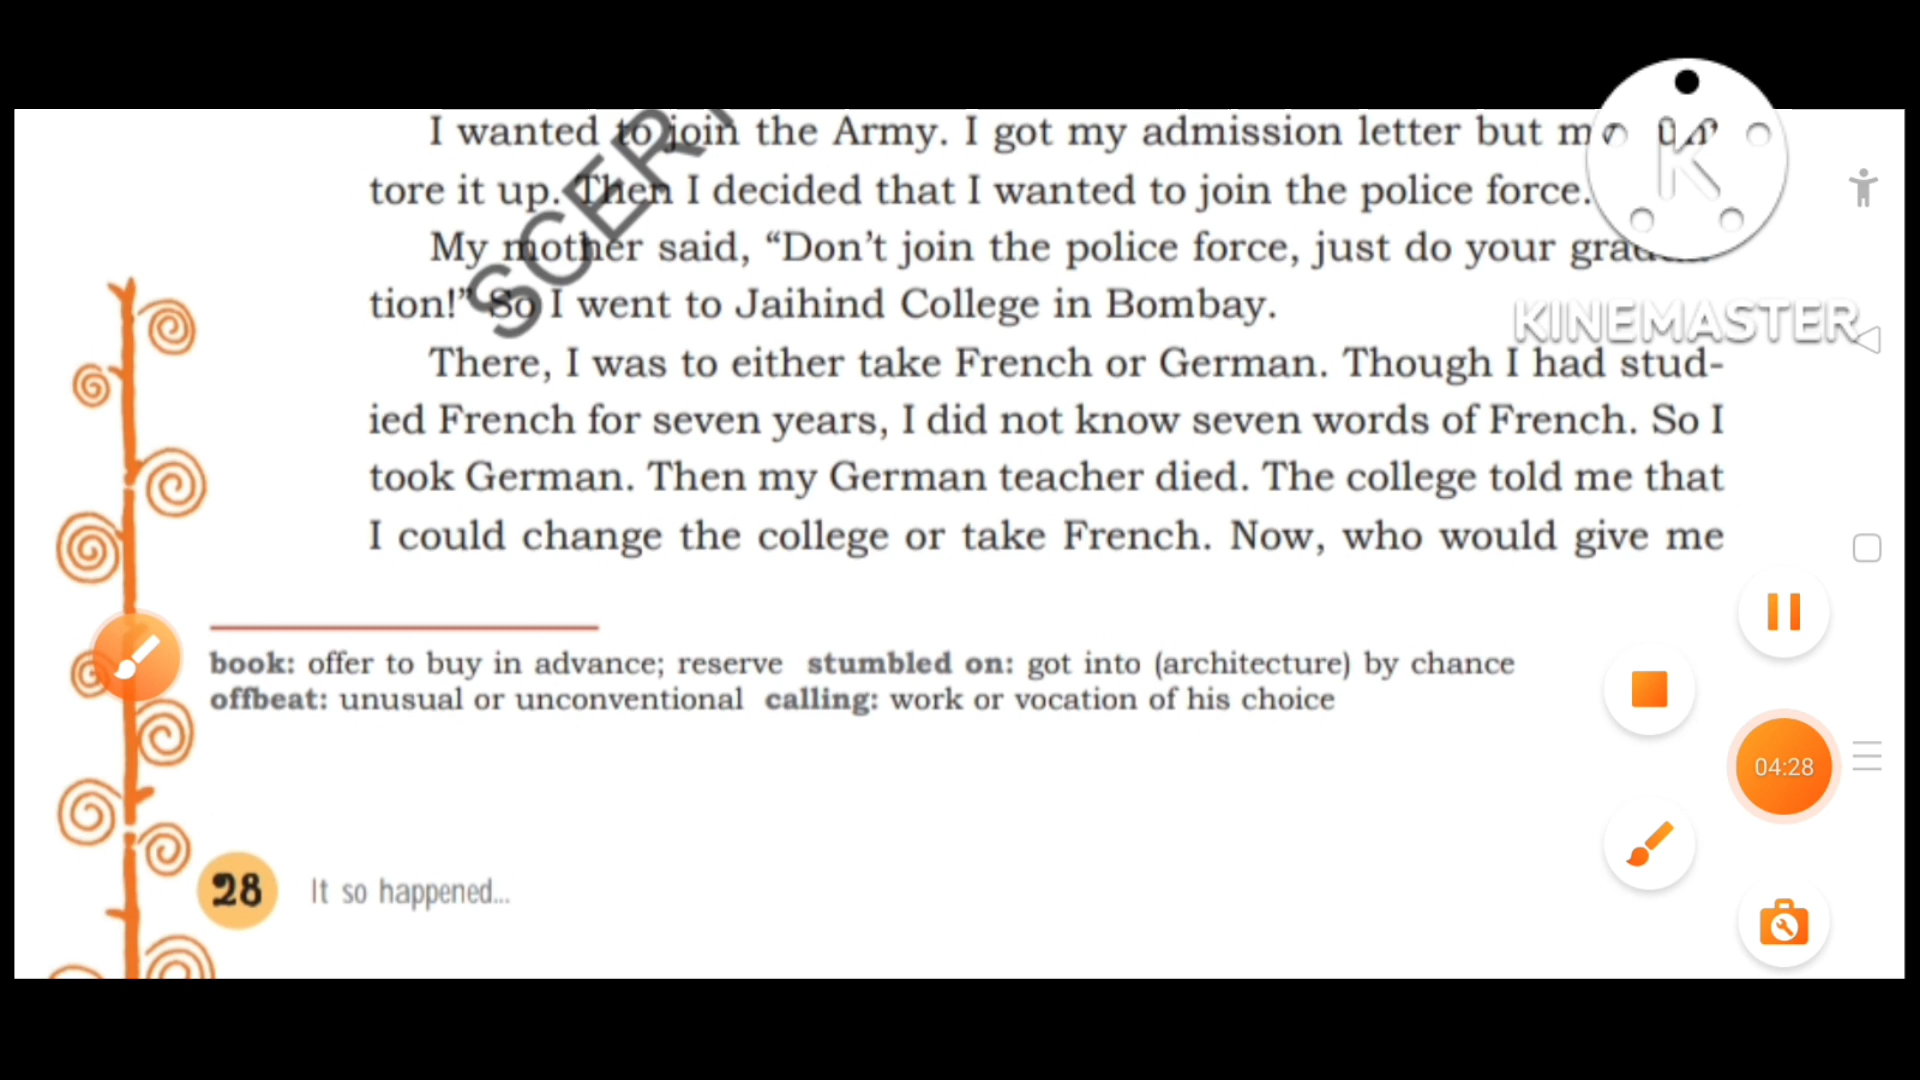 I wanted to join the Army. I got my admission letter but
tore it up. Then I decided that I wanted to join the police force.
My mother said, “Don’t join the police force, just do your
tion!” So I went to Jaihind College in Bombay.
There, I was to either take French or German. Though I had stud-
ied French for seven years, I did not know seven words of French. So I
took German. Then my German teacher died. The college told me that
I could change the college or take French. Now, who would give me
book: offer to buy in advance; reserve stumbled on: got into (architecture) by chance
offbeat: unusual or unconventional calling: work or vocation of his choice
28 It so happened...
SCERT
K
KINEMASTER
04:28